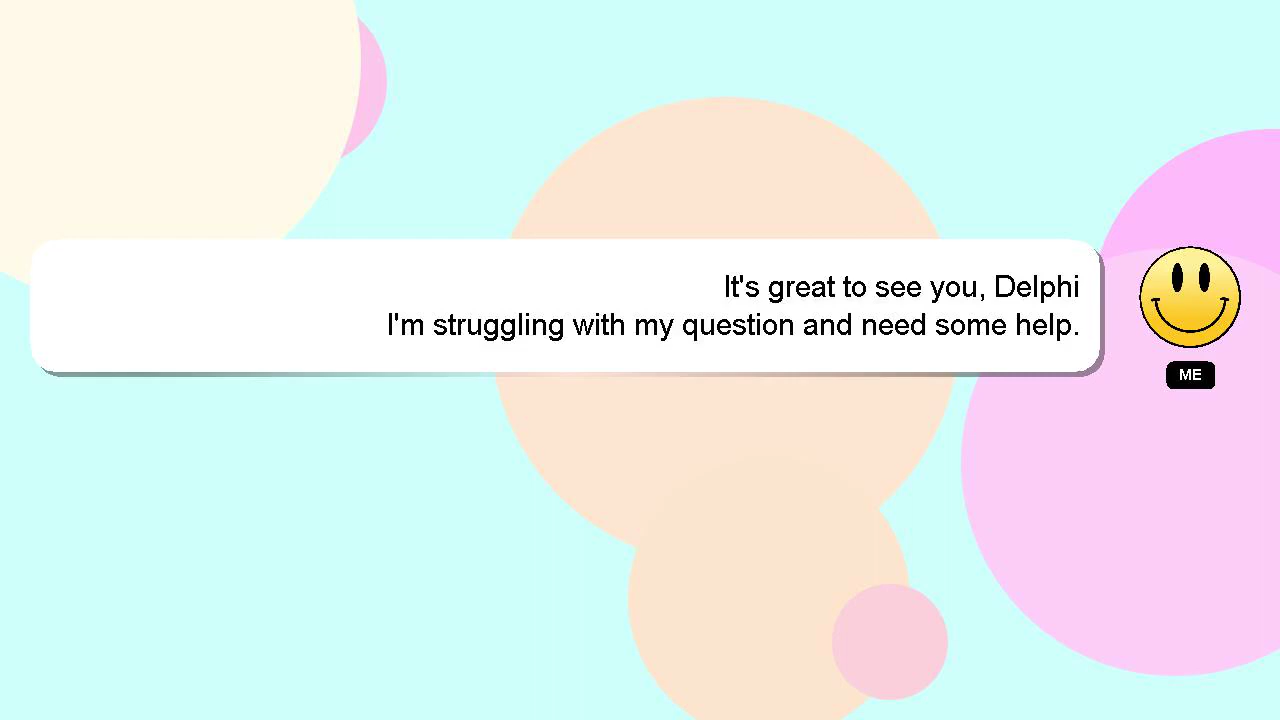 It's great to see you, Delphi
I'm struggling with my question and need some help.
ME